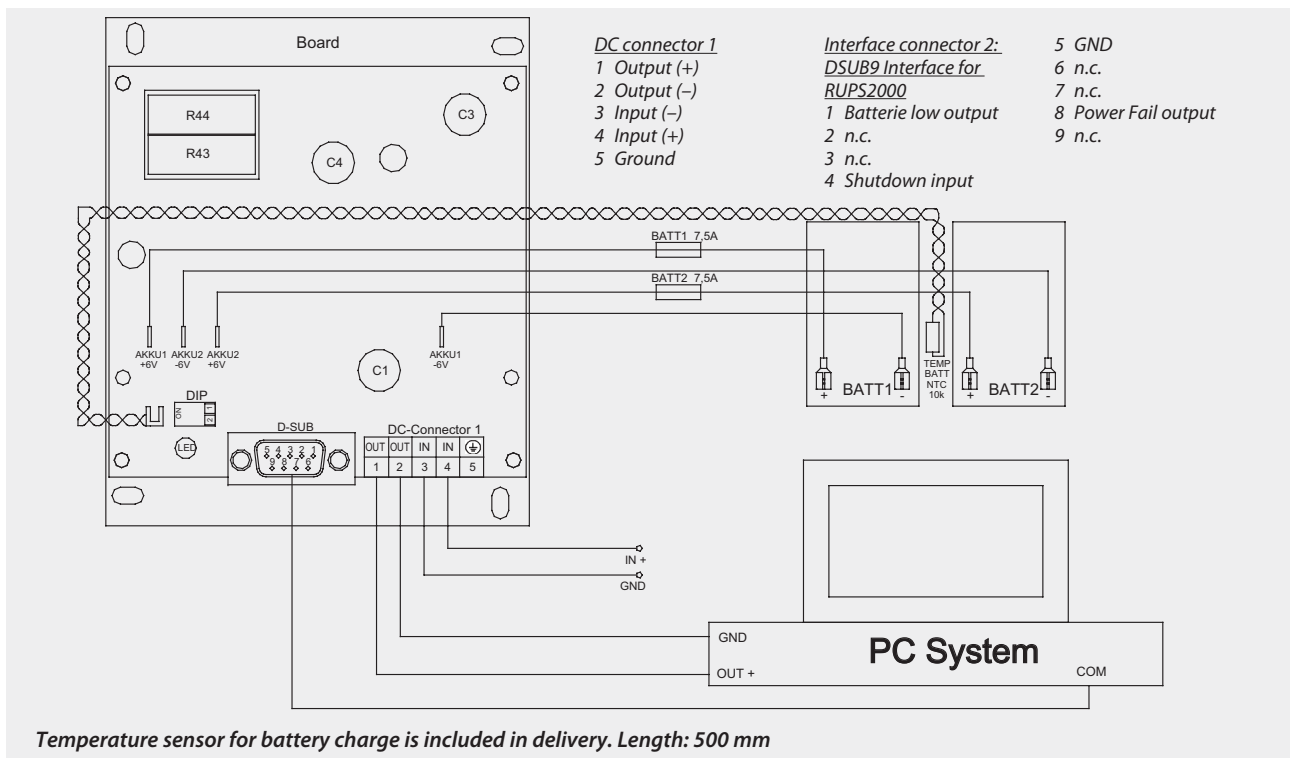 Board
R44
R43
C3
C4
DC connector 1
1 Output (+)
2 Output (–)
3 Input (–)
4 Input (+)
5 Ground
Interface connector 2:
DSUB9 Interface for
RUPS2000
1 Batterie low output
2 n.c.
3 n.c.
4 Shutdown input
5 GND
6 n.c.
7 n.c.
8 Power Fail output
9 n.c.
BATT1 7,5A
BATT2 7,5A
AKKU1
+6V
AKKU2
-6V
AKKU2
+6V
AKKU1
-6V
C1
TEMP
BATT
NTC
10k
+ BATT1 -
+ BATT2 -
DIP
ON
1
2
LED
D-SUB
5 4 3 2 1
9 8 7 6
DC-Connector 1
OUT OUT IN IN
1 2 3 4 5
IN +
GND
GND
OUT +
PC System
COM
Temperature sensor for battery charge is included in delivery. Length: 500 mm